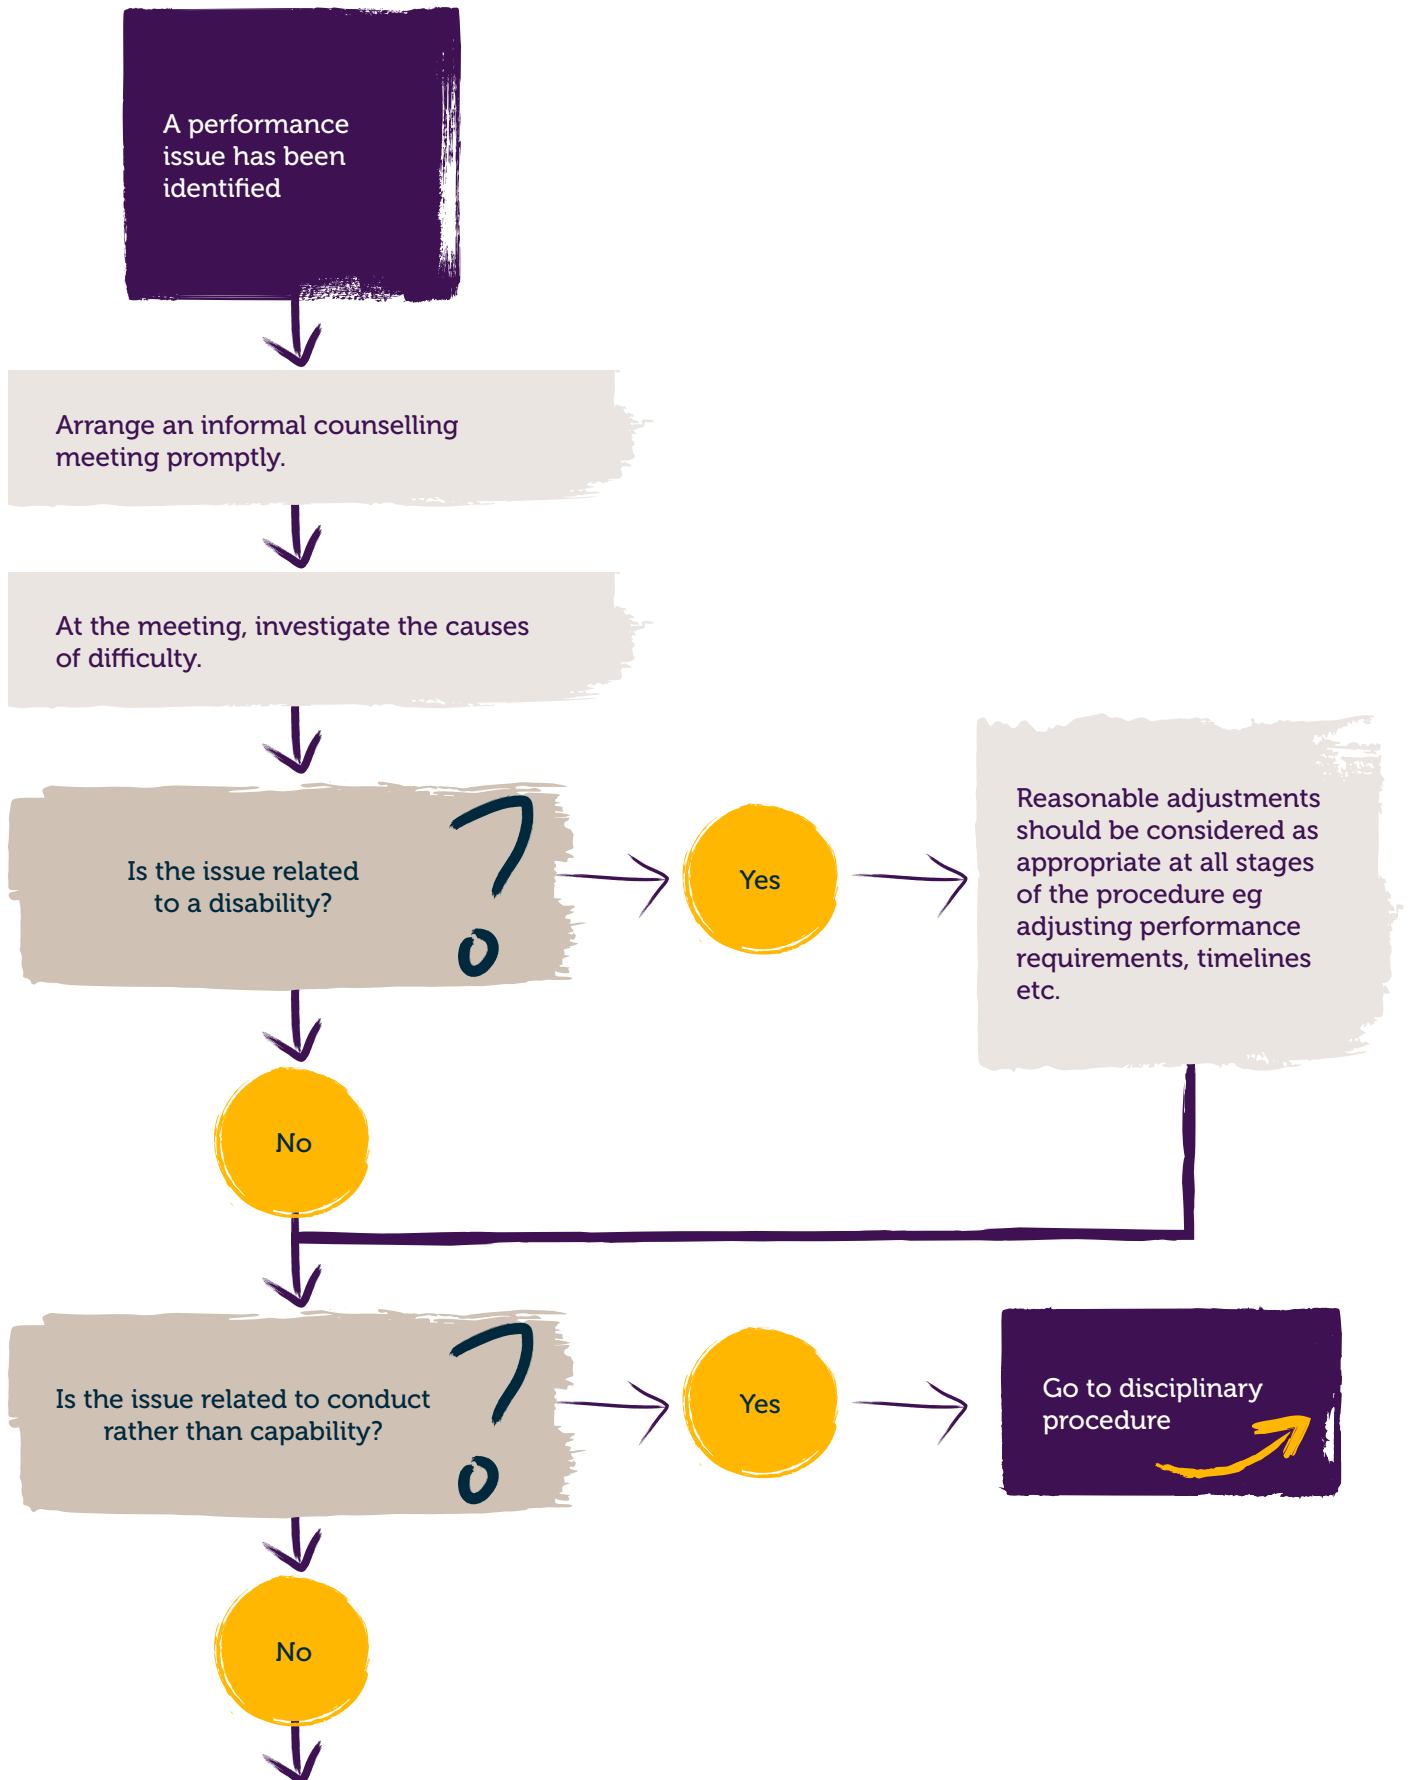 A performance
issue has been
identified
Arrange an informal counselling
meeting promptly.
At the meeting, investigate the causes
of difficulty.
Is the issue related
to a disability?
Yes
Reasonable adjustments
should be considered as
appropriate at all stages
of the procedure eg
adjusting performance
requirements, timelines
etc.
No
Is the issue related to conduct
rather than capability?
Yes
Go to disciplinary
procedure
No